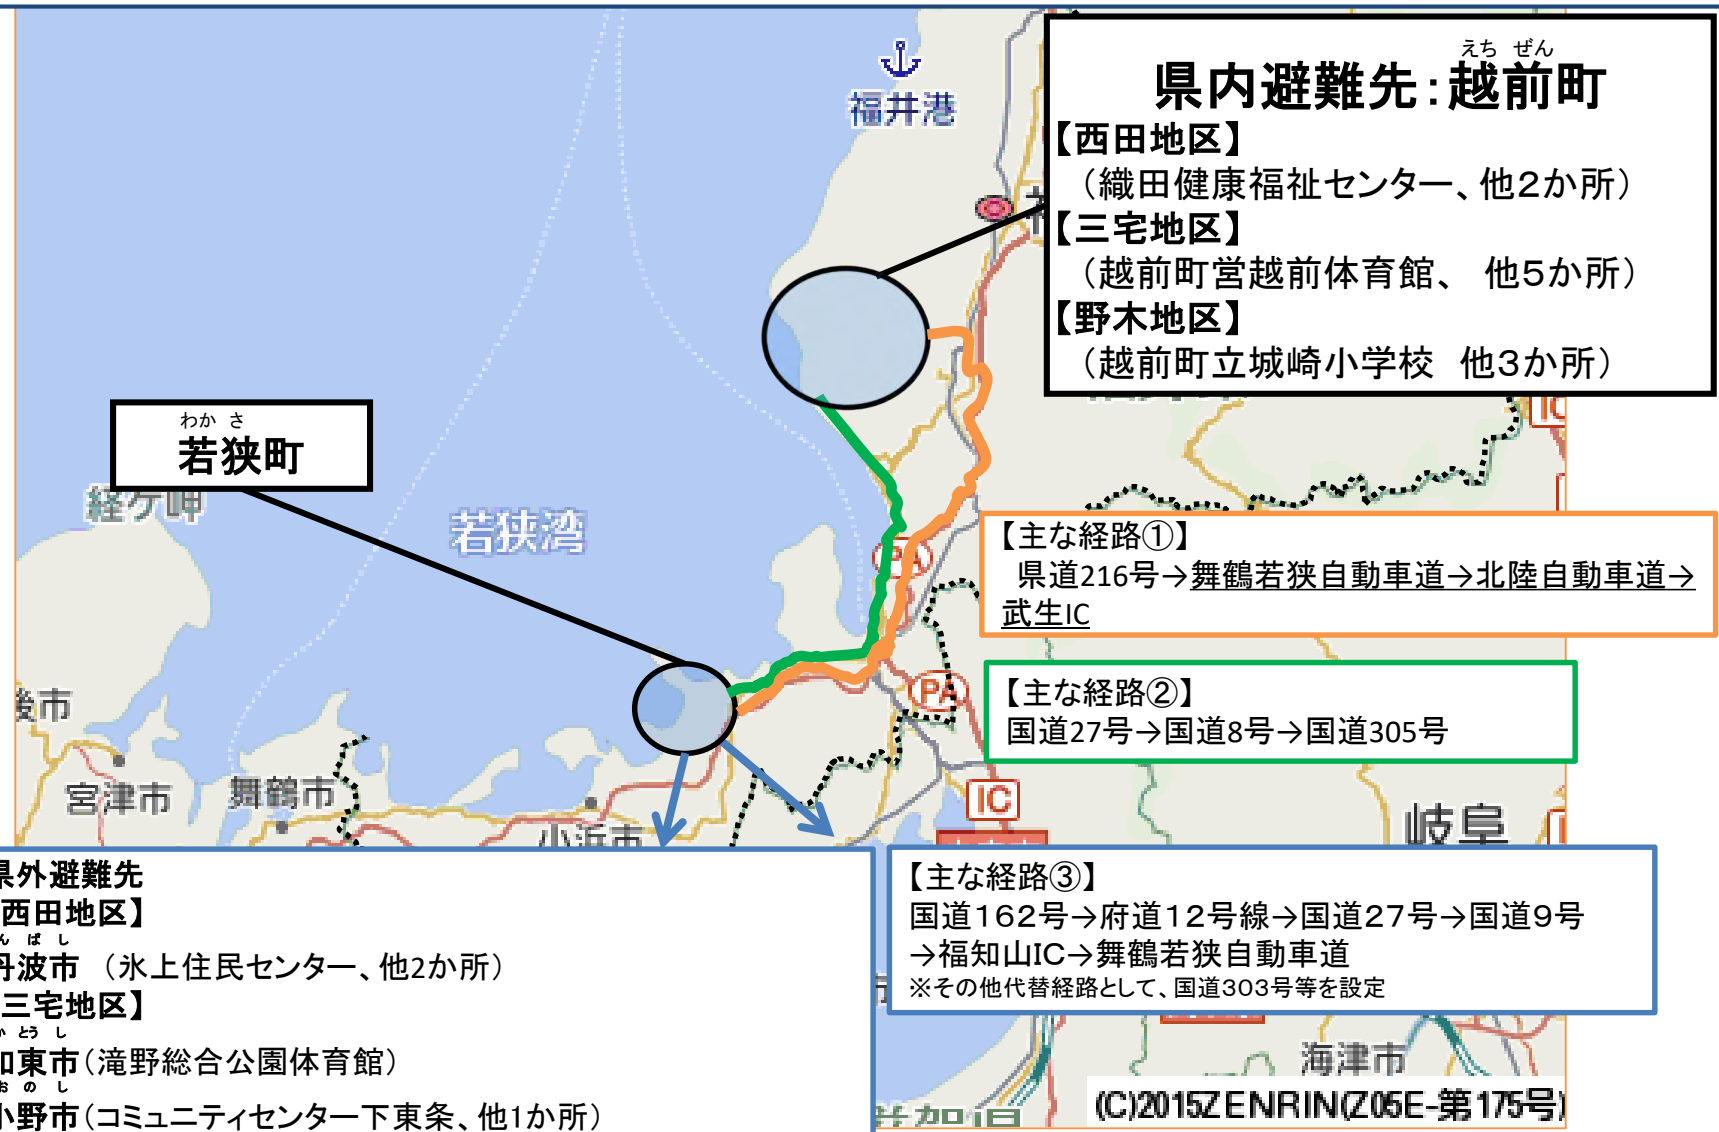 えち ぜん
県内避難先：越前町
【西田地区】
（織田健康福祉センター、他２か所）
【三宅地区】
（越前町営越前体育館、 他５か所）
【野木地区】
（越前町立城崎小学校 他３か所）
福井港
わか さ
若狭町
経ケ岬
若狭湾
PA
【主な経路①】
県道216号→舞鶴若狭自動車道→北陸自動車道→
武生IC
【主な経路②】
国道27号→国道8号→国道305号
PA
IC
IC
後市
宮津市
舞鶴市
小浜市
岐阜
県外避難先
西田地区】
んばし
丹波市 （氷上住民センター、他2か所）
三宅地区】
かとうし
加東市（滝野総合公園体育館）
おのし
小野市（コミュニティセンター下東条、他1か所）
【主な経路③】
国道１６２号→府道１２号線→国道２７号→国道９号
→福知山IC→舞鶴若狭自動車道
※その他代替経路として、国道３０３号等を設定
海津市
(C)2015ZENRIN(Z05E-第175号)